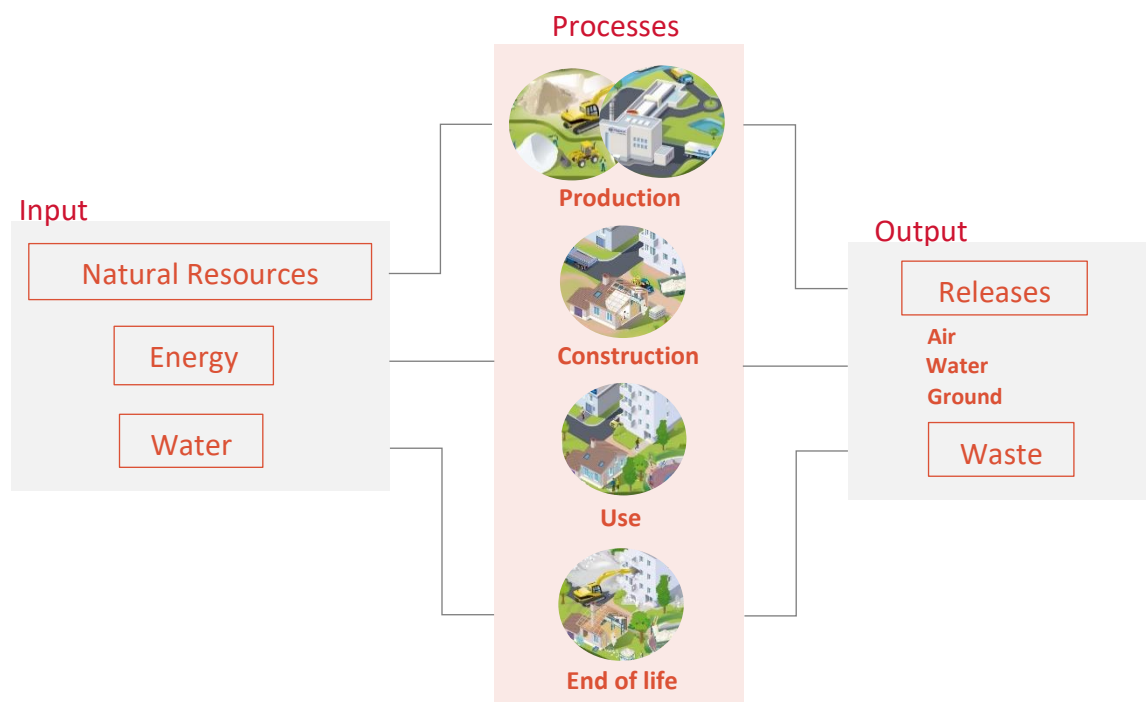 Processes
Production
Construction
Use
End of life
Input
Natural Resources
Energy
Water
Output
Releases
Air
Water
Ground
Waste